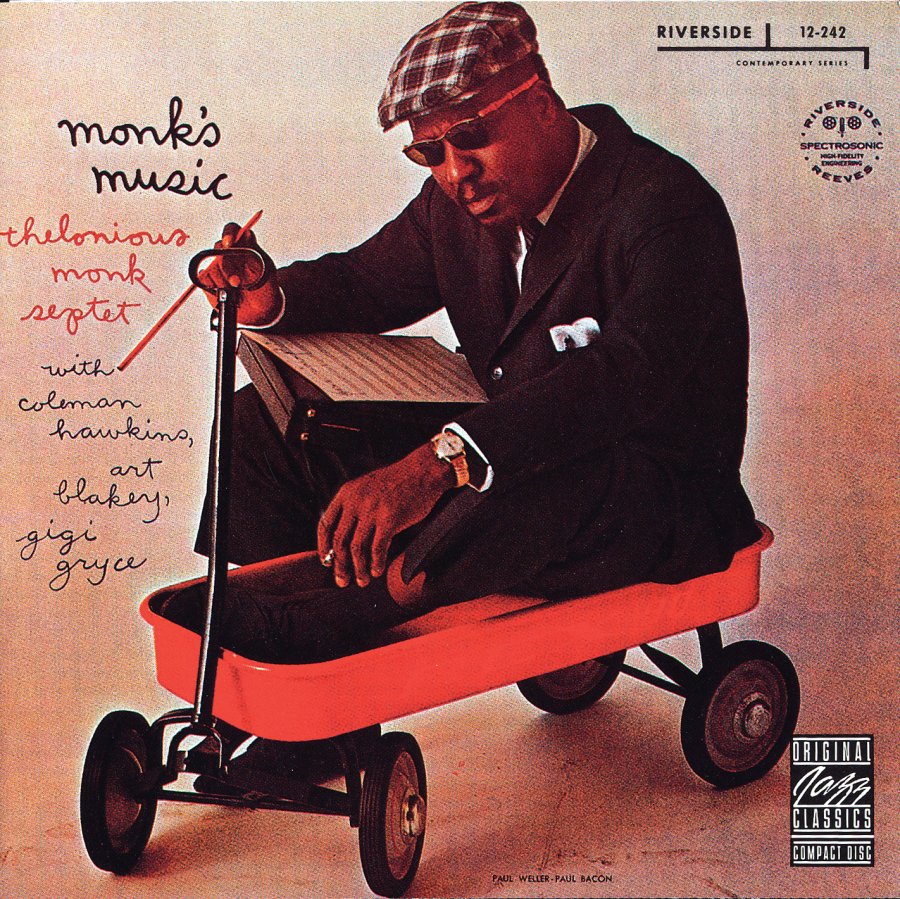 RIVERSIDE 12-242
CONTEMPORARY SERIES
RIVERSIDE
SPECTROSONIC
HIGH-FIDELITY
ENGINEERING
REEVES
monk's
music
thelonious
monk
septet
with
coleman
hawkins,
art
blakey,
gigi
gryce
ORIGINAL
Jazz
CLASSICS
COMPACT DISC
PAUL WELLER-PAUL BACON